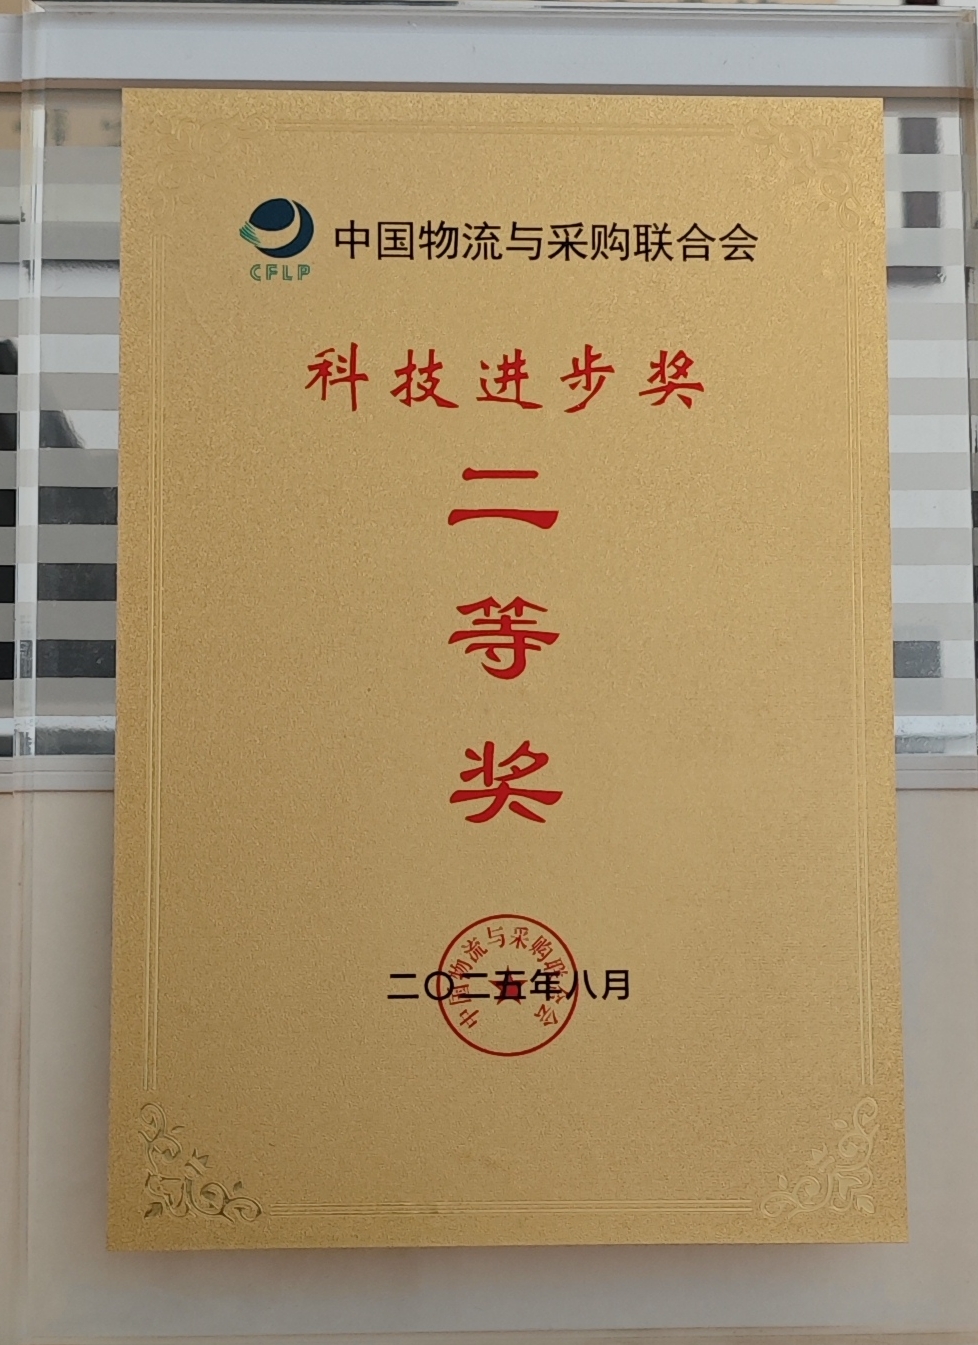 中国物流与采购联合会
CFLP
科技进步奖
二
等
奖
中国物流与采购联合会
二〇二五年八月